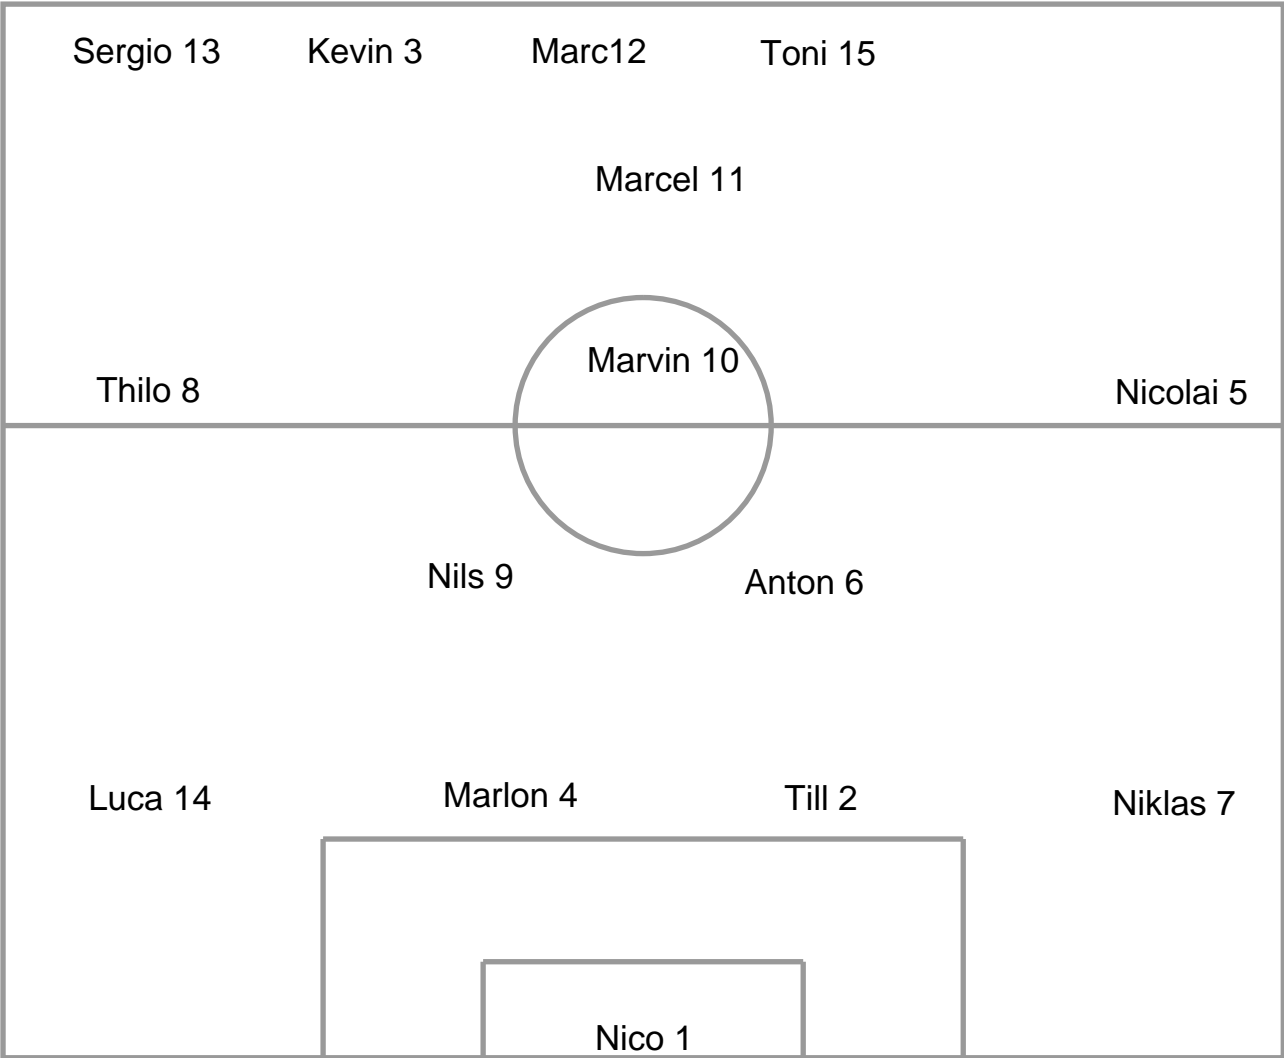 Sergio 13 Kevin 3 Marc12 Toni 15
Marcel 11
Marvin 10
Thilo 8 Nicolai 5
Nils 9 Anton 6
Luca 14 Marlon 4 Till 2 Niklas 7
Nico 1